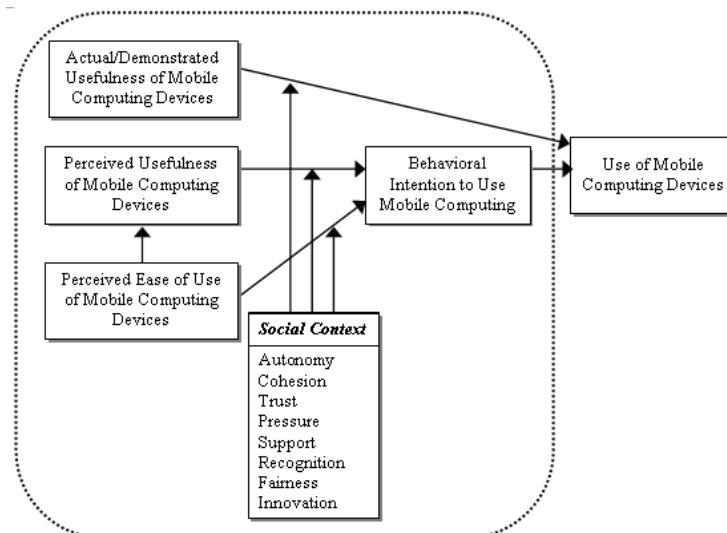 Actual/Demonstrated
Usefulness of Mobile
Computing Devices
Perceived Usefulness
of Mobile Computing
Devices
Behavioral
Intention to Use
Mobile Computing
Use of Mobile
Computing Devices
Perceived Ease of Use
of Mobile Computing
Devices
Social Context
Autonomy
Cohesion
Trust
Pressure
Support
Recognition
Fairness
Innovation